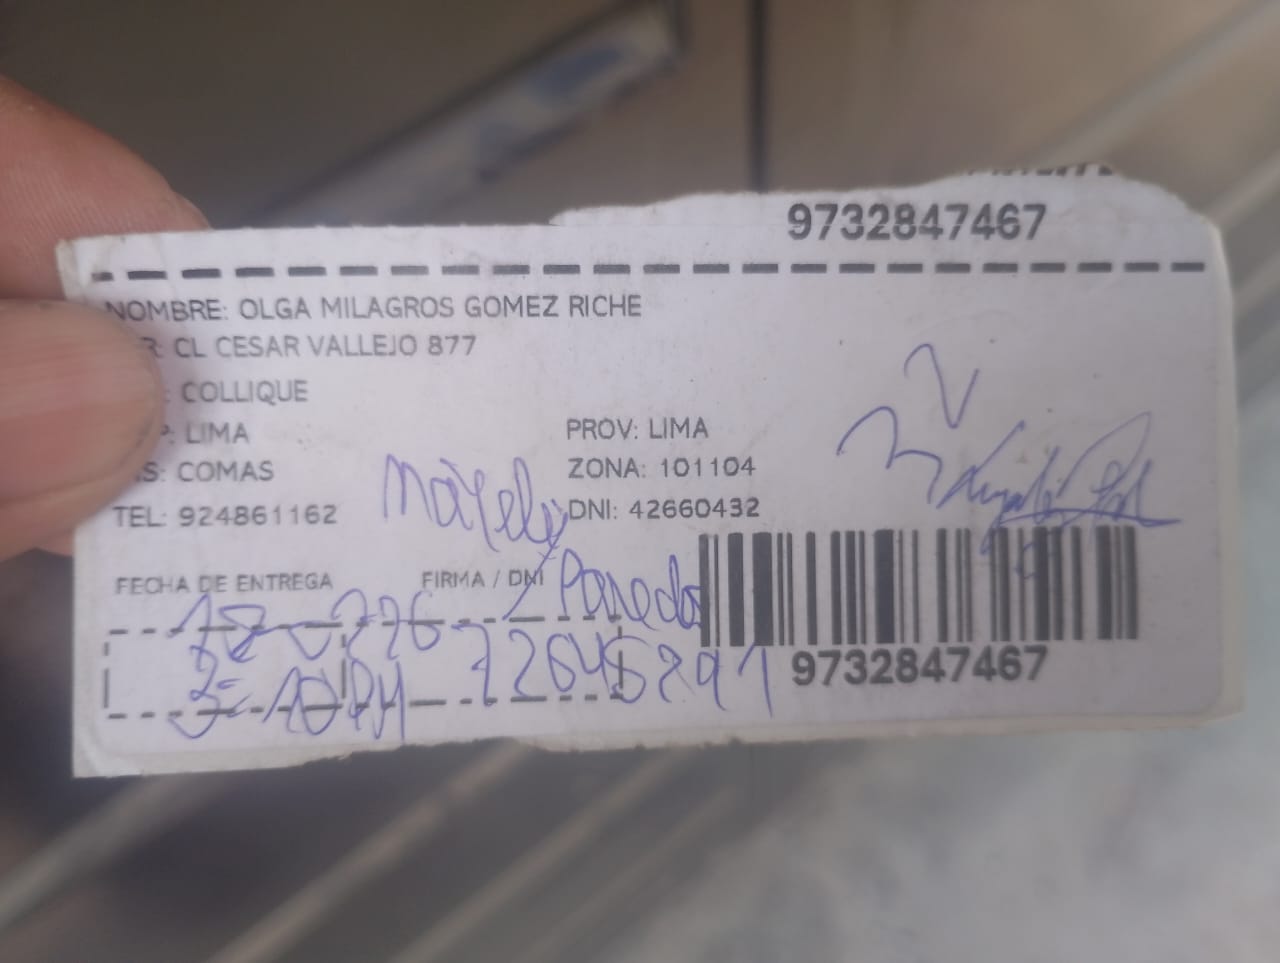 9732847467
NOMBRE: OLGA MILAGROS GOMEZ RICHE
R: CL CESAR VALLEJO 877
: COLLIQUE
P: LIMA PROV: LIMA
S: COMAS ZONA: 101104
TEL: 924861162 DNI: 42660432
FECHA DE ENTREGA FIRMA / DNI
Paredes
72645291
9732847467